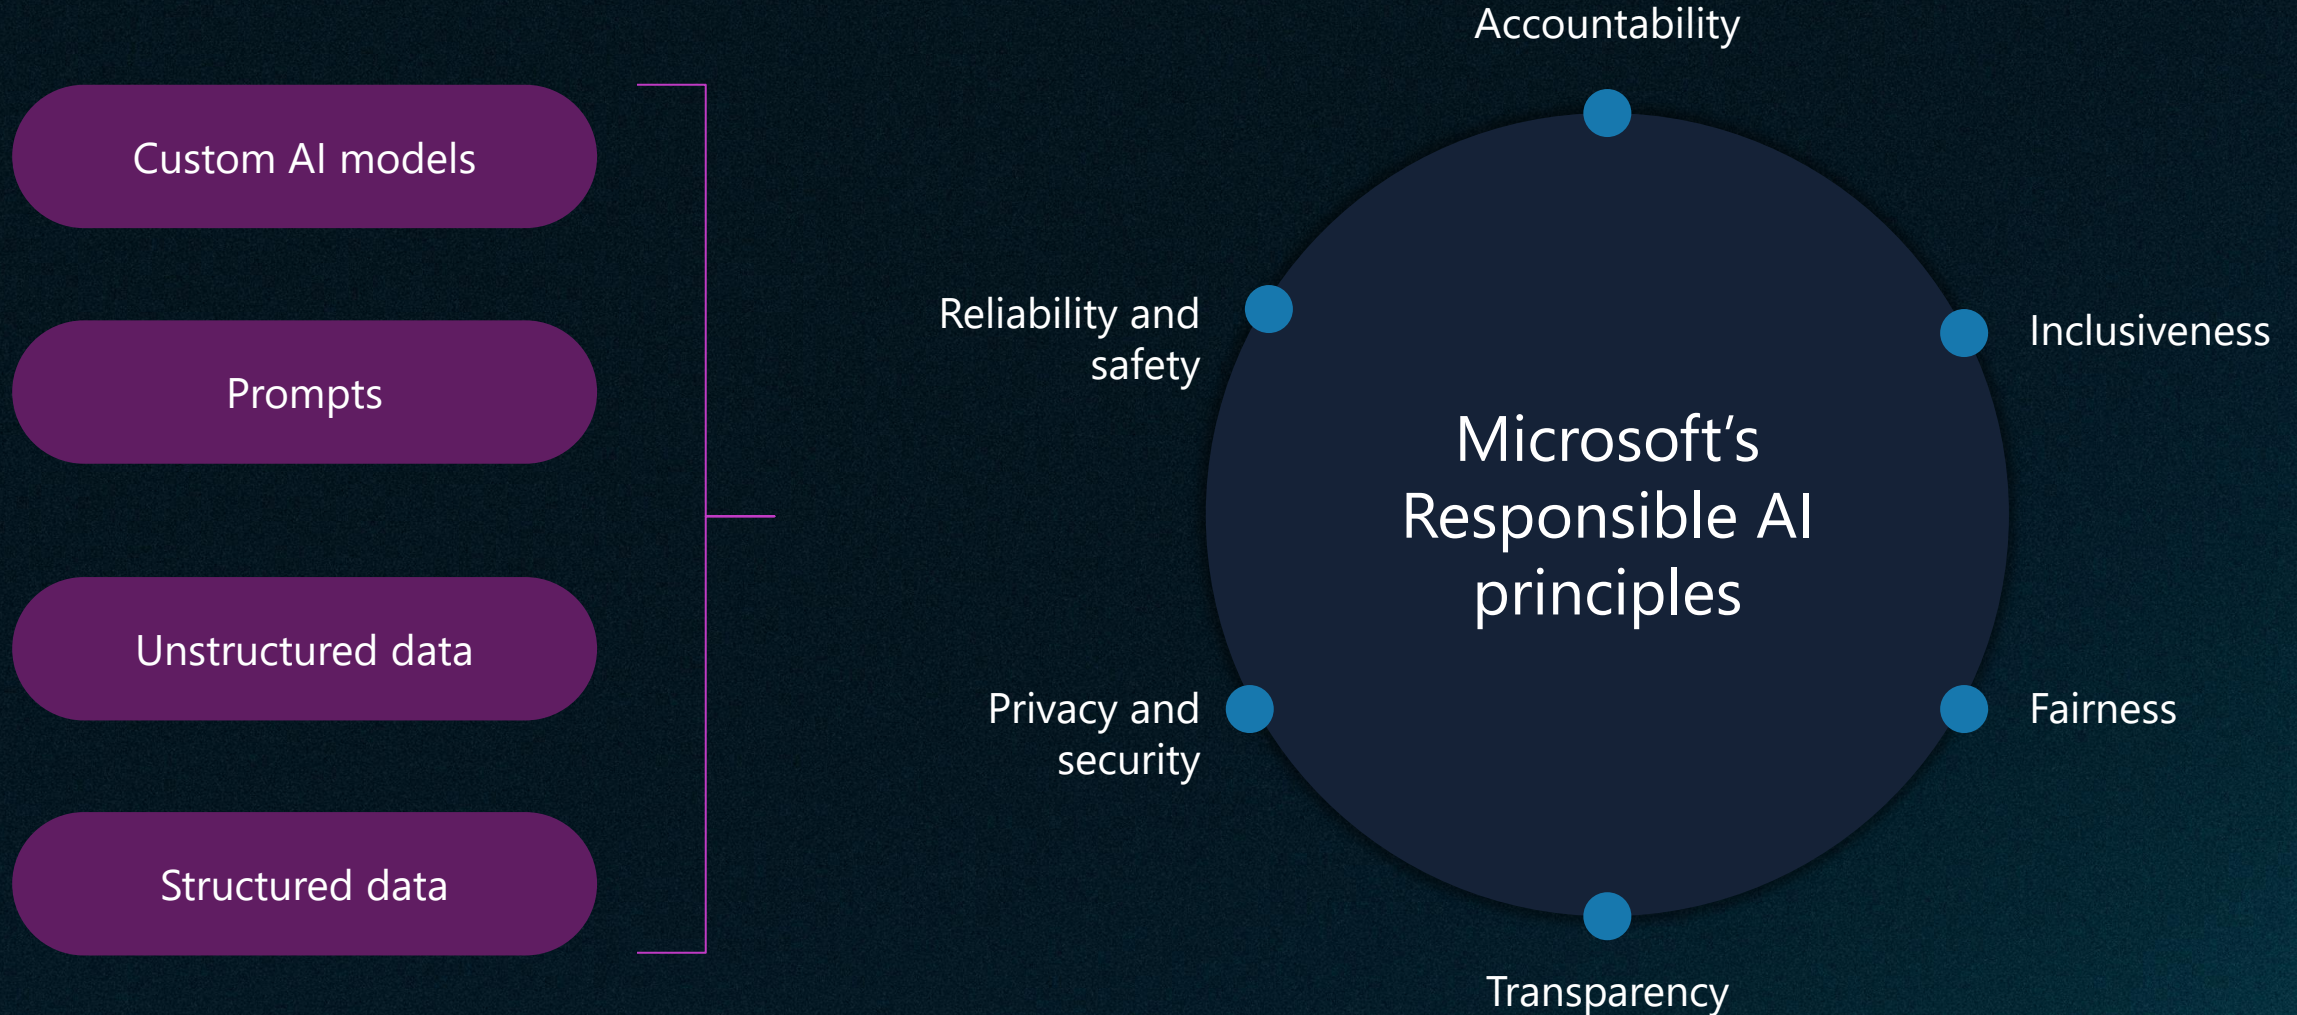 Custom AI models
Prompts
Unstructured data
Structured data
Accountability
Reliability and
safety
Inclusiveness
Microsoft’s
Responsible AI
principles
Privacy and
security
Fairness
Transparency